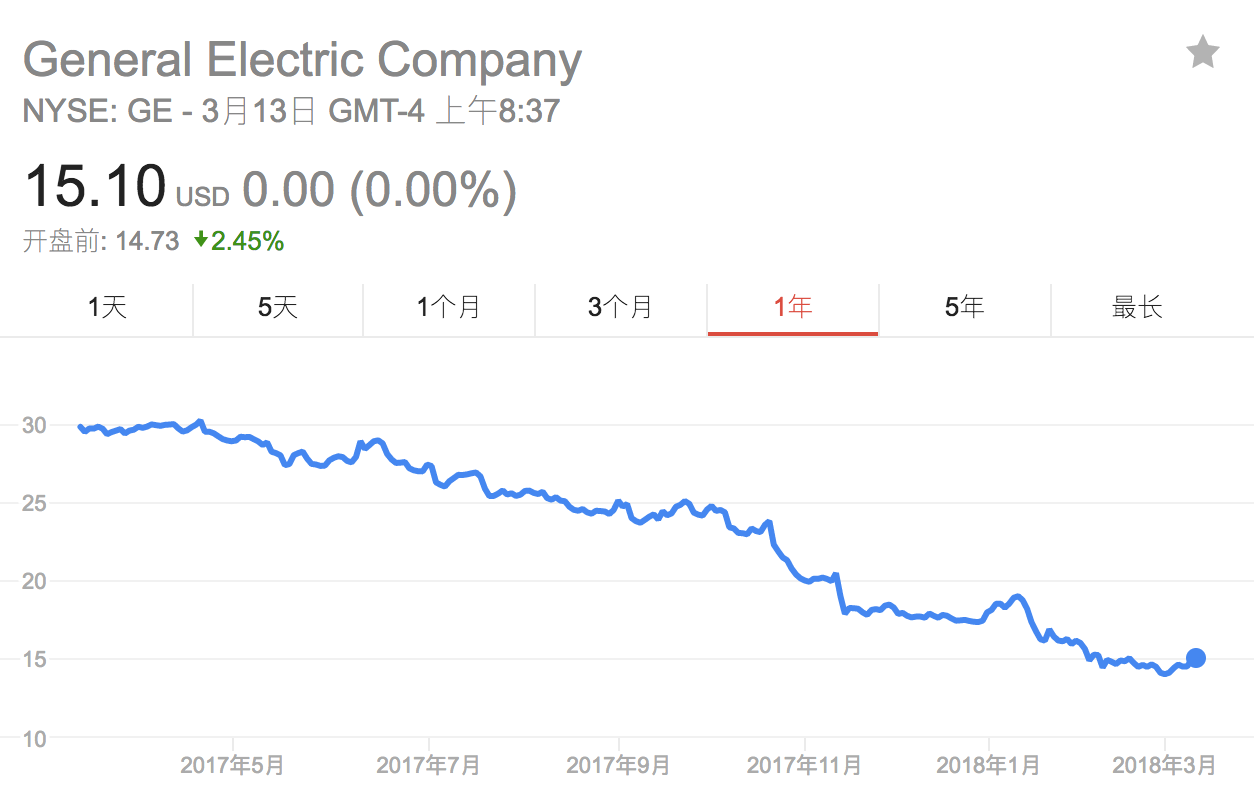 General Electric Company
NYSE: GE - 3月13日 GMT-4 上午8:37
15.10 USD 0.00 (0.00%)
开盘前: 14.73 ↓2.45%
1天 5天 1个月 3个月 1年 5年 最长
30
25
20
15
10
2017年5月 2017年7月 2017年9月 2017年11月 2018年1月 2018年3月